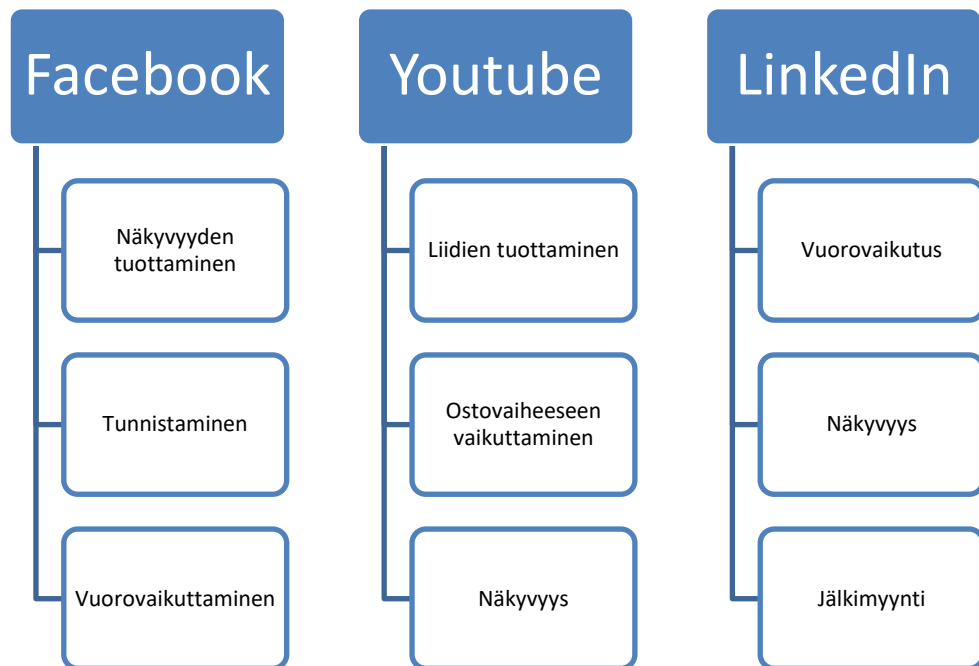 Facebook
Näkyvyyden
tuottaminen
Tunnistaminen
Vuorovaikuttaminen
Youtube
Liidien tuottaminen
Ostovaiheeseen
vaikuttaminen
Näkyvyys
LinkedIn
Vuorovaikutus
Näkyvyys
Jälkimyynti